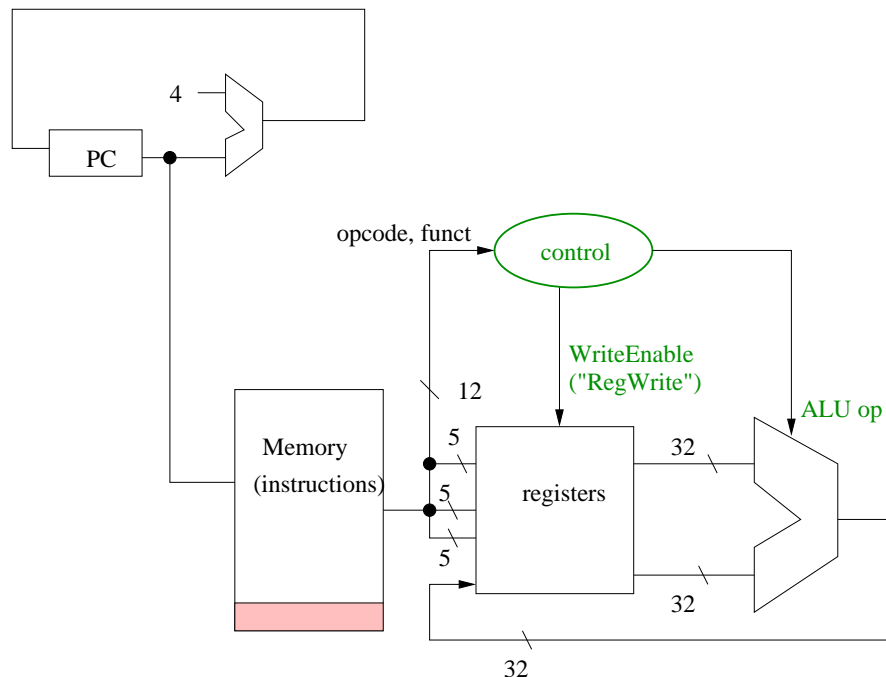 4
PC
opcode, funct
control
WriteEnable
("RegWrite")
12
ALU op
Memory
(instructions)
5
5
5
registers
32
32
32